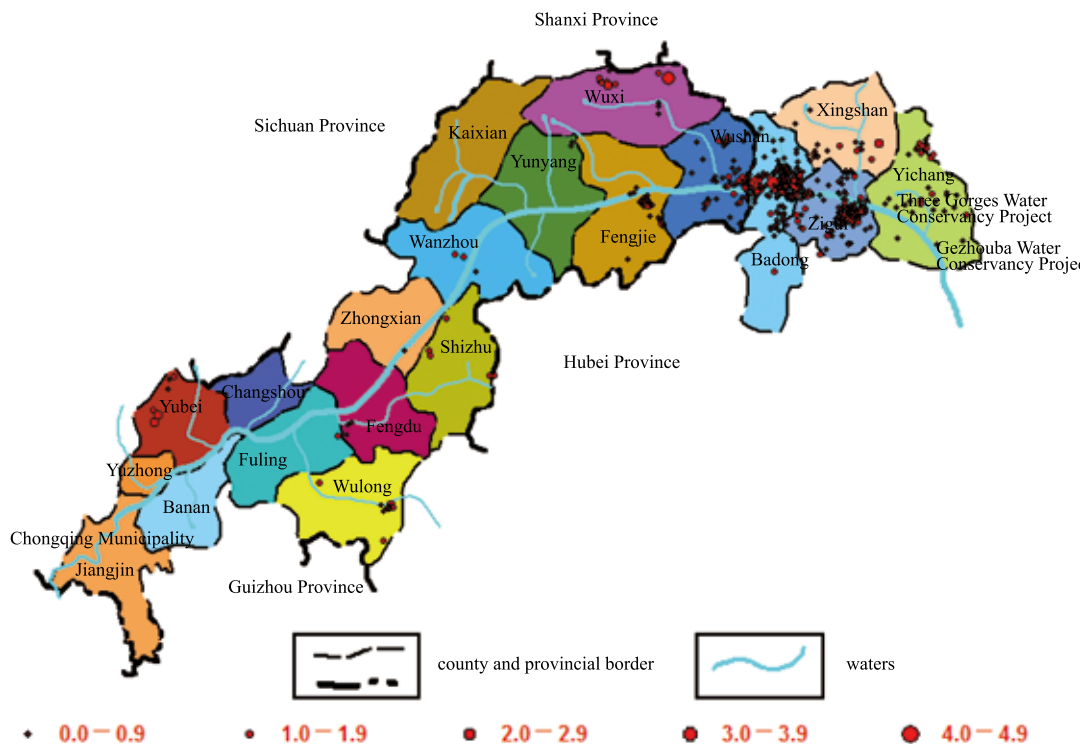 Shanxi Province
Sichuan Province
Wuxi
Xingshan
Kaixian
Wushan
Yunyang
Yichang
Three Gorges Water
Conservancy Project
Zigui
Wanzhou
Fengjie
Gezhouba Water
Conservancy Projec
Badong
Zhongxian
Shizhu
Hubei Province
Changshou
Yubei
Fengdu
Fuling
Yuzhong
Wulong
Banan
Chongqing Municipality
Jiangjin
Guizhou Province
county and provincial border
waters
0.0—0.9
1.0—1.9
2.0—2.9
3.0—3.9
4.0—4.9